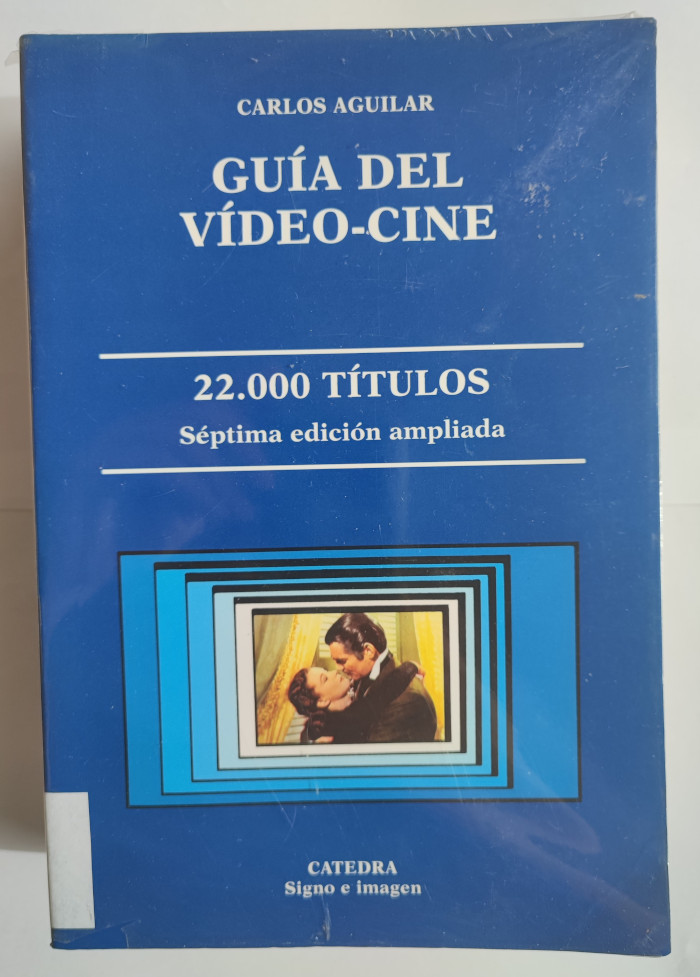 CARLOS AGUILAR
GUÍA DEL
VÍDEO-CINE
22.000 TÍTULOS
Séptima edición ampliada
CATEDRA
Signo e imagen